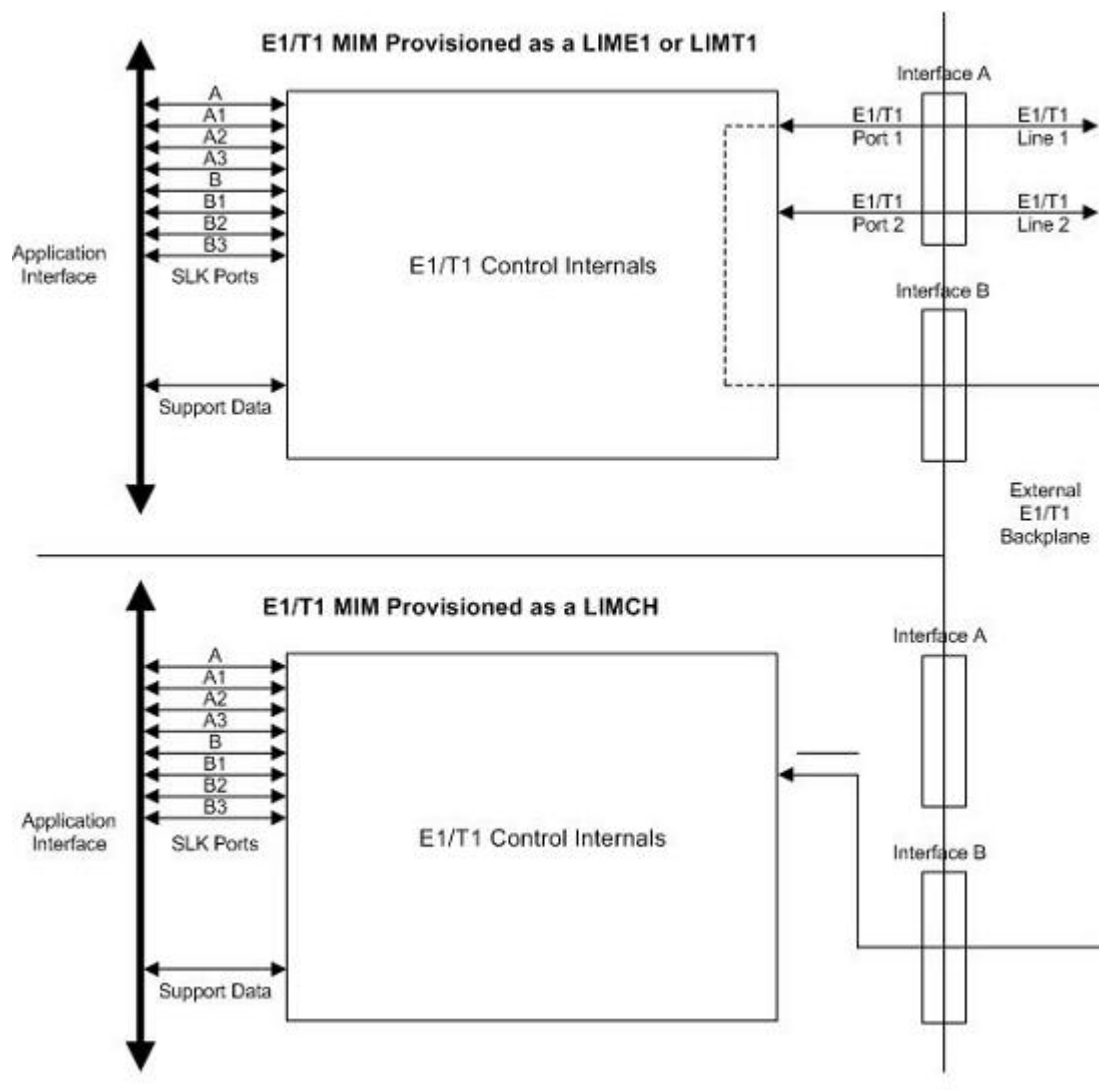 E1/T1 MIM Provisioned as a LIME1 or LIMT1
Interface A
A
A1
A2
A3
B
B1
B2
B3
SLK Ports
Application
Interface
Support Data
E1/T1 Control Internals
E1/T1
Port 1
E1/T1
Line 1
E1/T1
Port 2
E1/T1
Line 2
Interface B
External
E1/T1
Backplane
E1/T1 MIM Provisioned as a LIMCH
Interface A
A
A1
A2
A3
B
B1
B2
B3
SLK Ports
Application
Interface
Support Data
E1/T1 Control Internals
Interface B